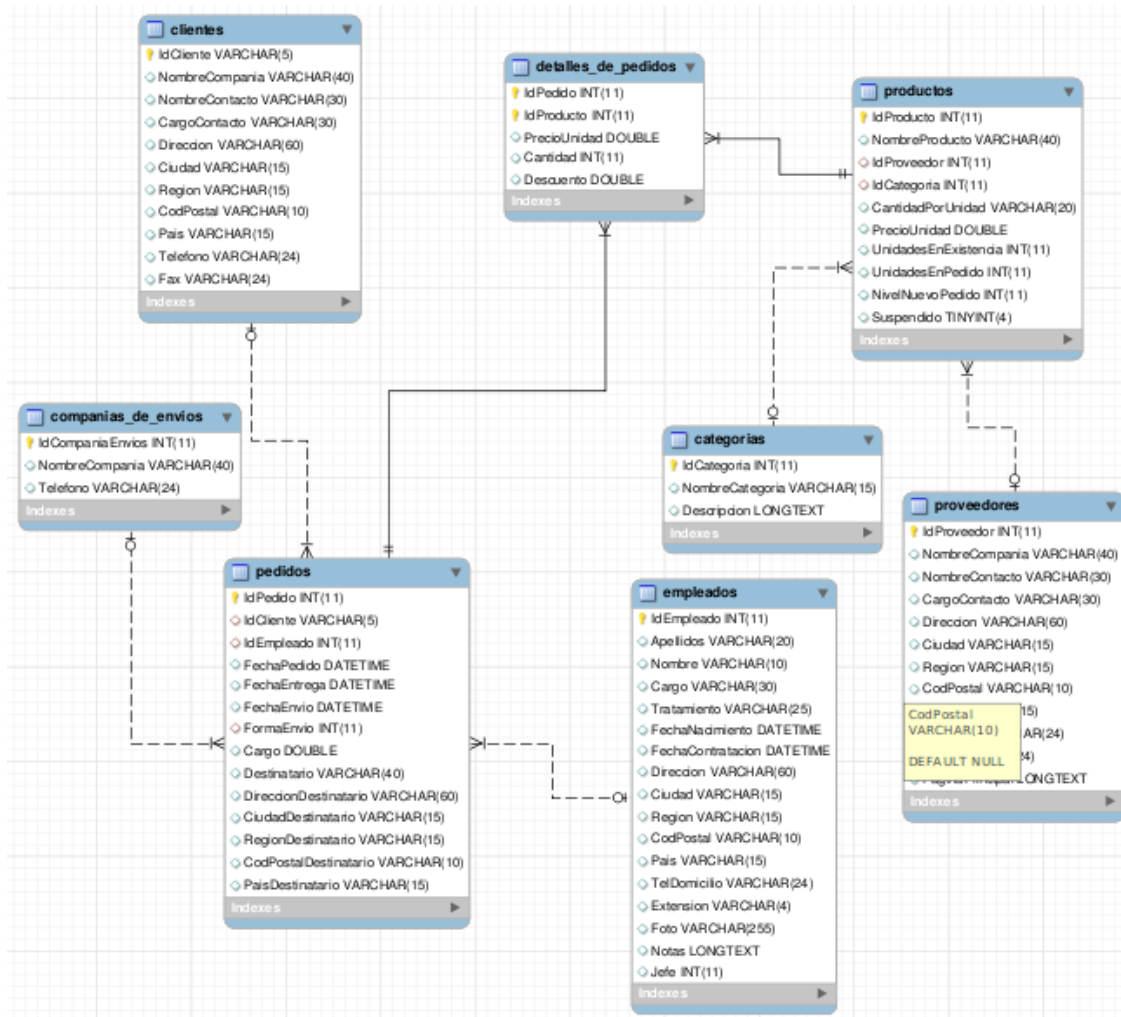 clientes
IdCliente VARCHAR(5)
NombreCompania VARCHAR(40)
NombreContacto VARCHAR(30)
CargoContacto VARCHAR(30)
Direccion VARCHAR(60)
Ciudad VARCHAR(15)
Region VARCHAR(15)
CodPostal VARCHAR(10)
Pais VARCHAR(15)
Telefono VARCHAR(24)
Fax VARCHAR(24)
Indexes
detalles_de_pedidos
IdPedido INT(11)
IdProducto INT(11)
PrecioUnidad DOUBLE
Cantidad INT(11)
Descuento DOUBLE
Indexes
productos
IdProducto INT(11)
NombreProducto VARCHAR(40)
IdProveedor INT(11)
IdCategoria INT(11)
CantidadPorUnidad VARCHAR(20)
PrecioUnidad DOUBLE
UnidadesEnExistencia INT(11)
UnidadesEnPedido INT(11)
NivelNuevoPedido INT(11)
Suspendido TINYINT(4)
Indexes
companias_de_envios
IdCompaniaEnvios INT(11)
NombreCompania VARCHAR(40)
Telefono VARCHAR(24)
Indexes
categorias
IdCategoria INT(11)
NombreCategoria VARCHAR(15)
Descripcion LONGTEXT
Indexes
proveedores
IdProveedor INT(11)
NombreCompania VARCHAR(40)
NombreContacto VARCHAR(30)
CargoContacto VARCHAR(30)
Direccion VARCHAR(60)
Ciudad VARCHAR(15)
Region VARCHAR(15)
CodPostal VARCHAR(10)
15)
AR(24)
24)
LONGTEXT
Indexes
CodPostal
VARCHAR(10)
DEFAULT NULL
pedidos
IdPedido INT(11)
IdCliente VARCHAR(5)
IdEmpleado INT(11)
FechaPedido DATETIME
FechaEntrega DATETIME
FechaEnvio DATETIME
FormaEnvio INT(11)
Cargo DOUBLE
Destinatario VARCHAR(40)
DireccionDestinatario VARCHAR(60)
CiudadDestinatario VARCHAR(15)
RegionDestinatario VARCHAR(15)
CodPostalDestinatario VARCHAR(10)
PaisDestinatario VARCHAR(15)
Indexes
empleados
IdEmpleado INT(11)
Apellidos VARCHAR(20)
Nombre VARCHAR(10)
Cargo VARCHAR(30)
Tratamiento VARCHAR(25)
FechaNacimiento DATETIME
FechaContratacion DATETIME
Direccion VARCHAR(60)
Ciudad VARCHAR(15)
Region VARCHAR(15)
CodPostal VARCHAR(10)
Pais VARCHAR(15)
TelDomicilio VARCHAR(24)
Extension VARCHAR(4)
Foto VARCHAR(255)
Notas LONGTEXT
Jefe INT(11)
Indexes